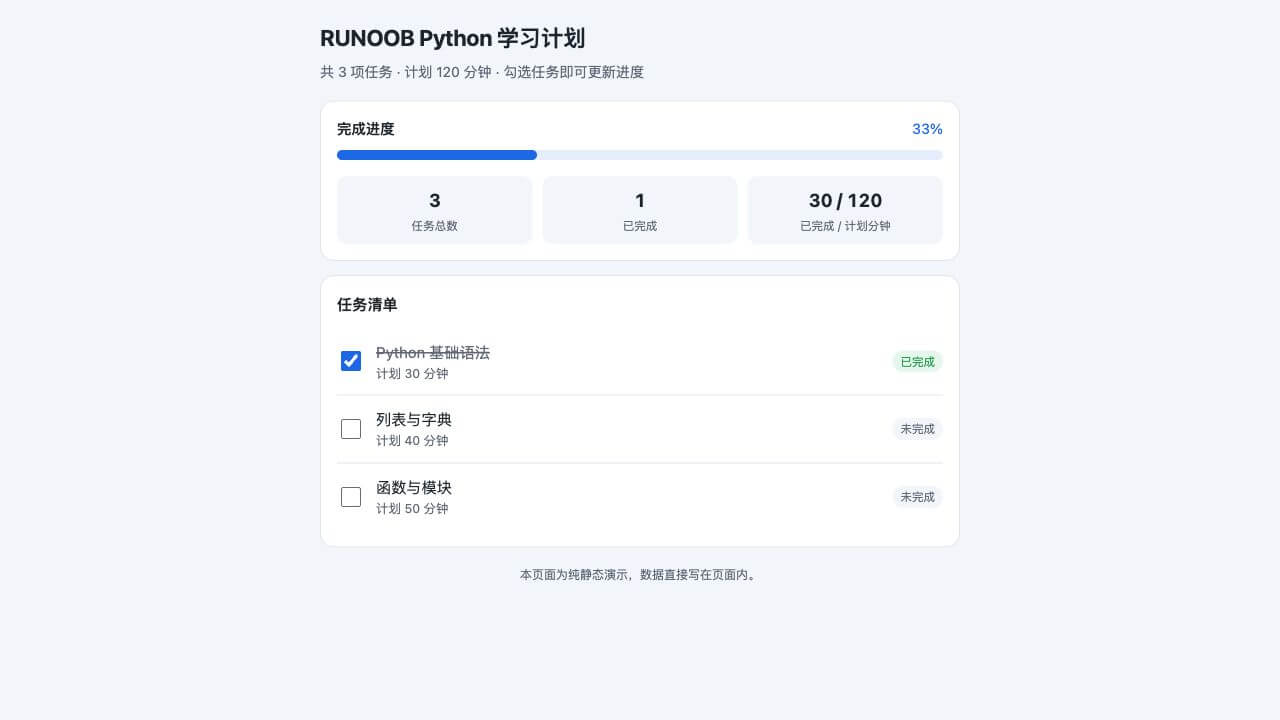 RUNOOB Python 学习计划
共 3 项任务 · 计划 120 分钟 · 勾选任务即可更新进度
完成进度
33%
3
任务总数
1
已完成
30 / 120
已完成 / 计划分钟
任务清单
Python 基础语法
计划 30 分钟
已完成
列表与字典
计划 40 分钟
未完成
函数与模块
计划 50 分钟
未完成
本页面为纯静态演示，数据直接写在页面内。